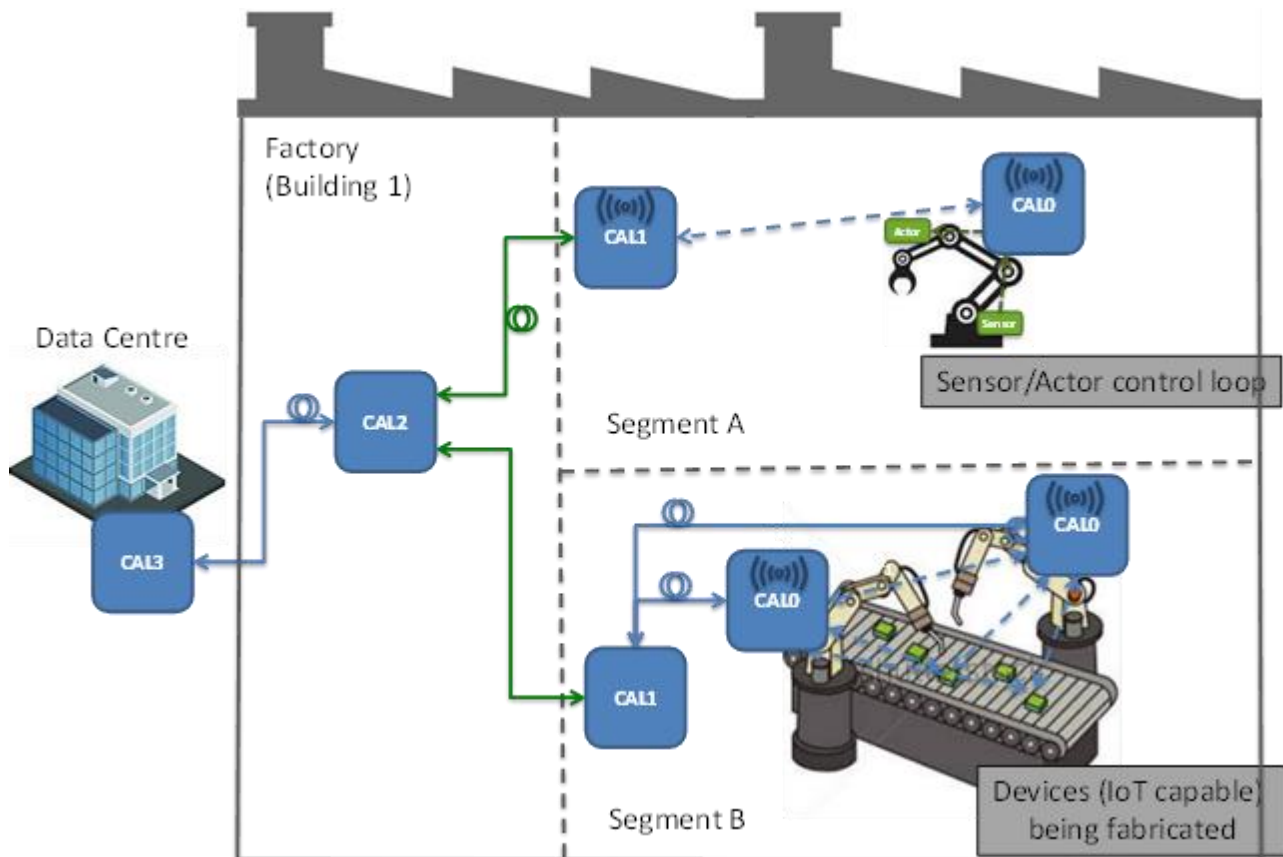 Factory
(Building 1)
CAL1
CAL0
Actor
Sensor
Data Centre
Sensor/Actor control loop
CAL2
Segment A
CAL0
CAL3
CAL0
CAL1
Devices (IoT capable)
being fabricated
Segment B